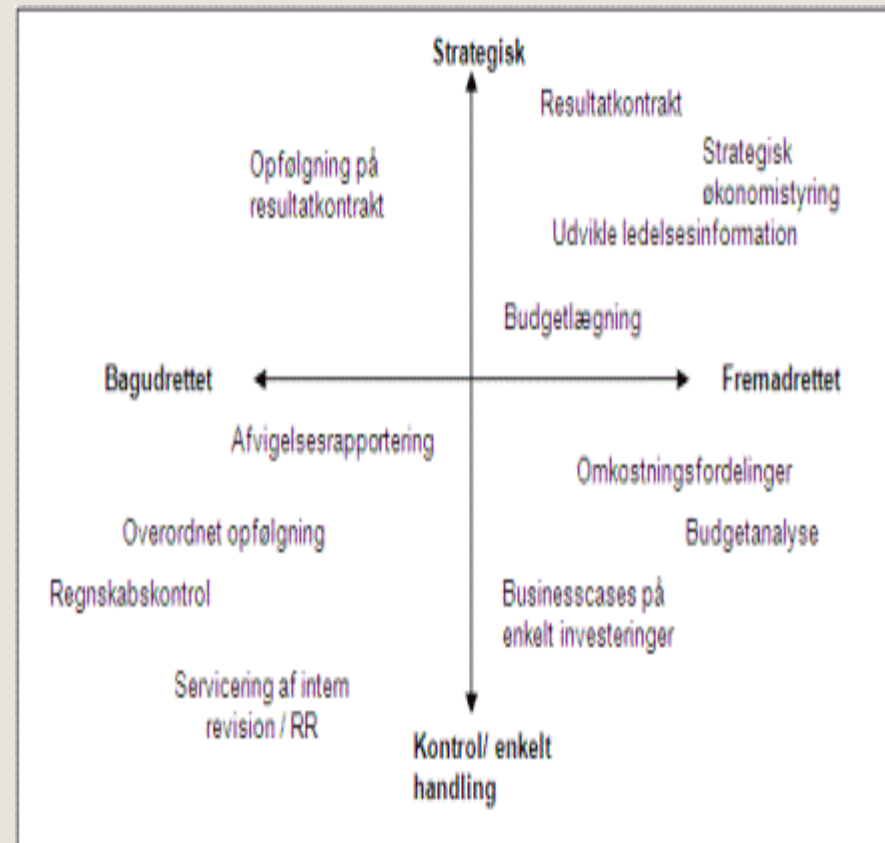 Strategisk
Resultatkontrakt
Opfølgning på
resultatkontrakt
Strategisk
økonomistyring
Udvikle ledelsesinformation
Budgetlægning
Bagudrettet
Fremadrettet
Afvigelsesrapportering
Omkostningsfordelinger
Overordnet opfølgning
Budgetanalyse
Regnskabskontrol
Businesscases på
enkelt investeringer
Servicering af intern
revision / RR
Kontrol/ enkelt
handling